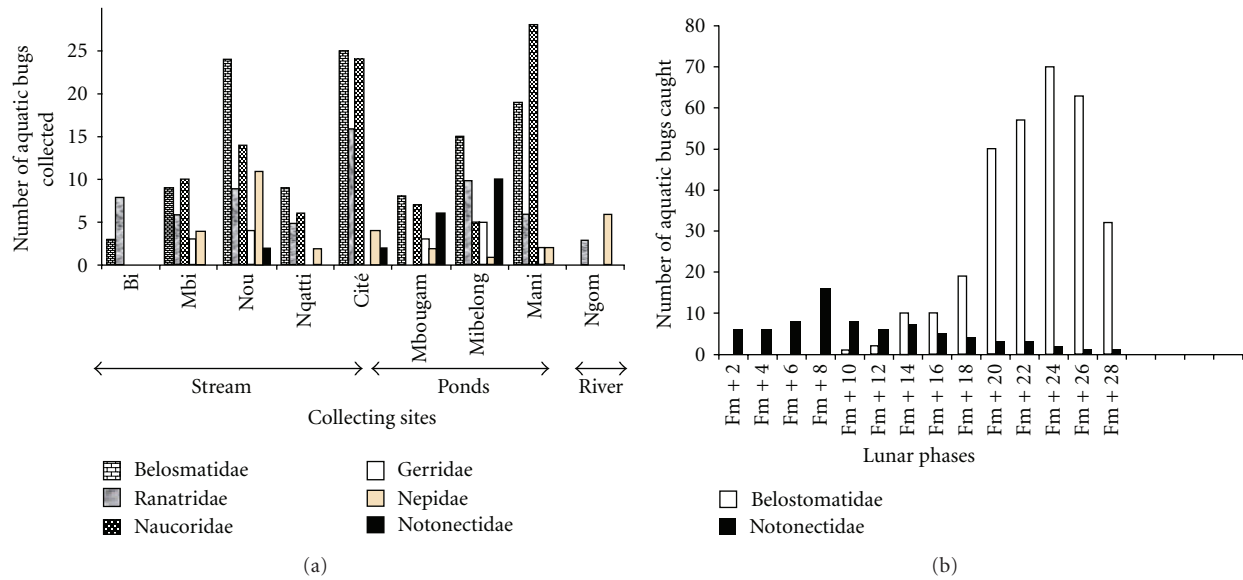 Number of aquatic bugs
collected
25
20
15
10
5
0
Bi
Mbi
Nou
Nqatti
Cité
Mbougam
Mibelong
Mani
Ngom
Stream
Ponds
River
Collecting sites
Belosmatidae
Ranatridae
Naucoridae
Gerridae
Nepidae
Notonectidae
(a)
Number of aquatic bugs caught
80
70
60
50
40
30
20
10
0
Fm + 2
Fm + 4
Fm + 6
Fm + 8
Fm + 10
Fm + 12
Fm + 14
Fm + 16
Fm + 18
Fm + 20
Fm + 22
Fm + 24
Fm + 26
Fm + 28
Lunar phases
Belostomatidae
Notonectidae
(b)